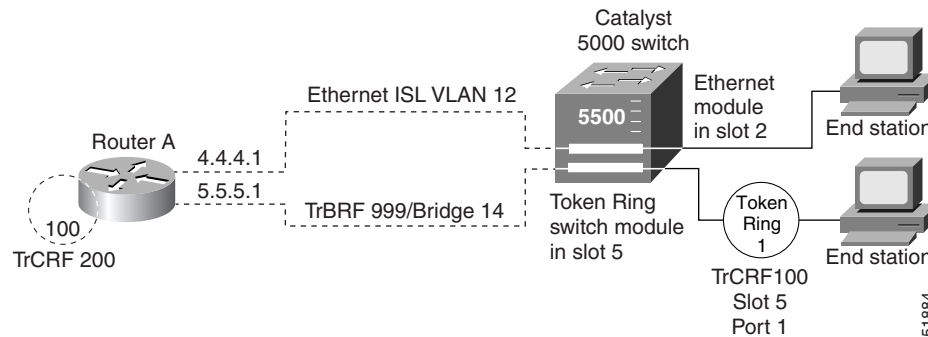 Catalyst
5000 switch
Ethernet ISL VLAN 12
Ethernet
module
in slot 2
5500
End station
Router A
4.4.4.1
5.5.5.1
TrBRF 999/Bridge 14
Token Ring
switch module
in slot 5
Token
Ring
1
100
TrCRF 200
End station
TrCRF100
Slot 5
Port 1
51884